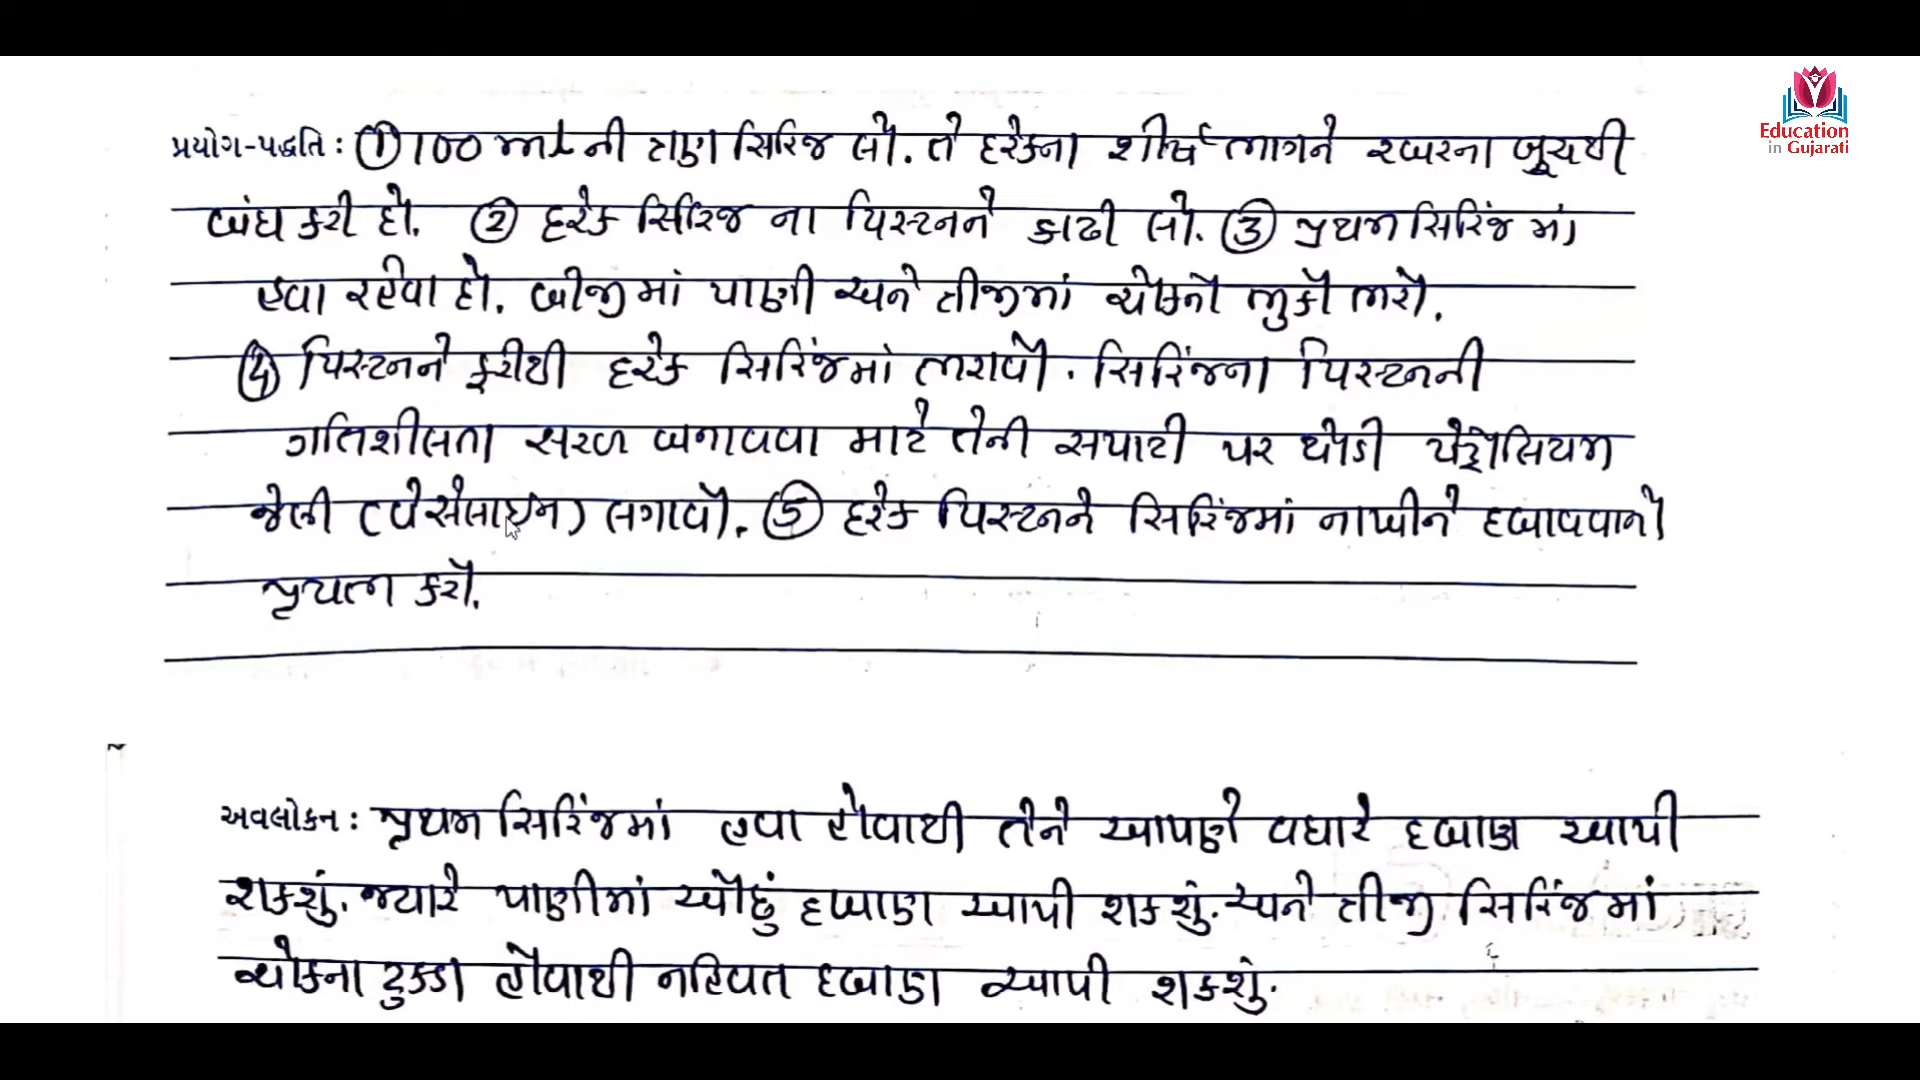 Education
in Gujarati
પ્રયોગ-પદ્ધતિ : ① 100 mL ની ત્રણ સિરિંજ લો. તે દરેકના શીર્ષ ભાગને રબરના બૂચથી
બંધ કરી દો. ② દરેક સિરિંજ ના પિસ્ટનને કાઢી લો. ③ પ્રથમ સિરિંજ માં
હવા રહેવા દો. બીજીમાં પાણી અને ત્રીજીમાં ચોકનો ભુકો ભરો.
④ પિસ્ટનને ફરીથી દરેક સિરિંજમાં ભરાવો. સિરિંજના પિસ્ટનની
ગતિશીલતા સરળ બનાવવા માટે તેની સપાટી પર થોડી પેટ્રોલિયમ
જેલી (વેસેલાઇન) લગાવો. ⑤ દરેક પિસ્ટનને સિરિંજમાં નાખીને દબાવવાનો
પ્રયત્ન કરો.
અવલોકન : પ્રથમ સિરિંજમાં હવા હોવાથી તેને આપણે વધારે દબાણ આપી
શકશું. જ્યારે પાણીમાં ઓછું દબાણ આપી શકશું. અને ત્રીજી સિરિંજમાં
ચોકના ટુકડા હોવાથી નહિવત દબાણ આપી શકશું.